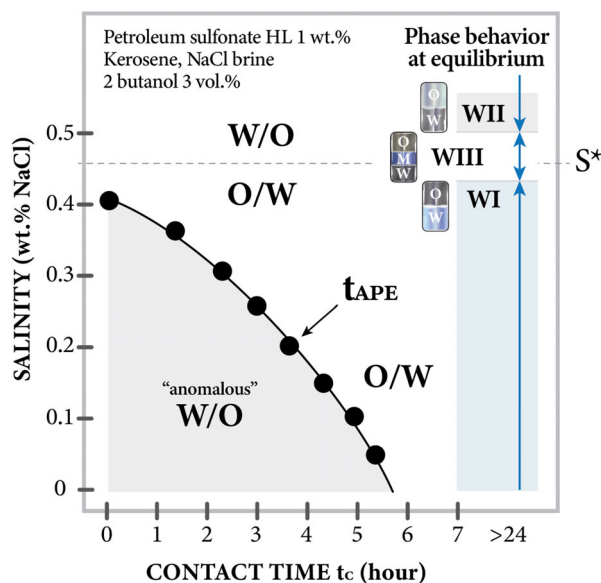 Petroleum sulfonate HL 1 wt.%
Kerosene, NaCl brine
2 butanol 3 vol.%
Phase behavior
at equilibrium
O
W
WII
O
M
W
WIII
S*
O
W
WI
W/O
O/W
tAPE
O/W
“anomalous”
W/O
SALINITY (wt.% NaCl)
0.5
0.4
0.3
0.2
0.1
0
0 1 2 3 4 5 6 7 >24
CONTACT TIME tc (hour)